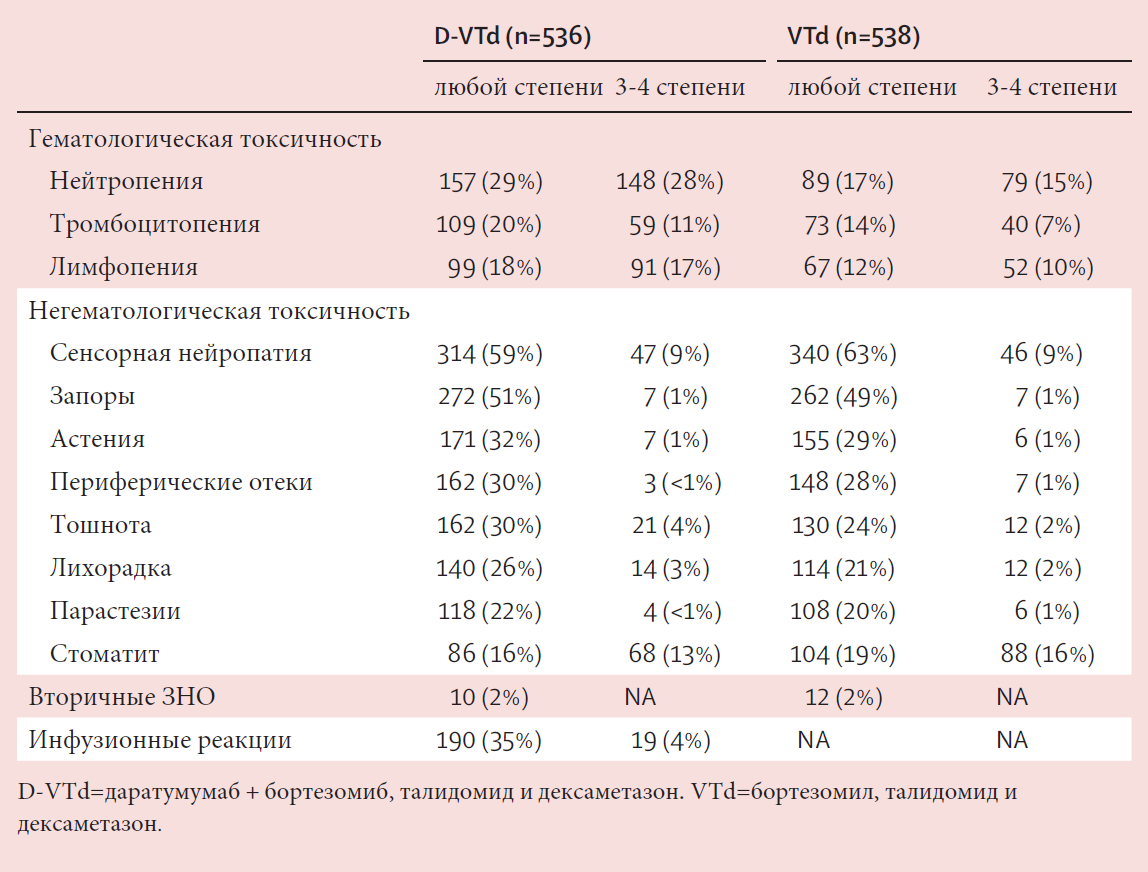 D-VTd (n=536) VTd (n=538)
любой степени 3-4 степени любой степени 3-4 степени
Гематологическая токсичность
Нейтропения 157 (29%) 148 (28%) 89 (17%) 79 (15%)
Тромбоцитопения 109 (20%) 59 (11%) 73 (14%) 40 (7%)
Лимфопения 99 (18%) 91 (17%) 67 (12%) 52 (10%)
Негематологическая токсичность
Сенсорная нейропатия 314 (59%) 47 (9%) 340 (63%) 46 (9%)
Запоры 272 (51%) 7 (1%) 262 (49%) 7 (1%)
Астения 171 (32%) 7 (1%) 155 (29%) 6 (1%)
Периферические отеки 162 (30%) 3 (<1%) 148 (28%) 7 (1%)
Тошнота 162 (30%) 21 (4%) 130 (24%) 12 (2%)
Лихорадка 140 (26%) 14 (3%) 114 (21%) 12 (2%)
Парастезии 118 (22%) 4 (<1%) 108 (20%) 6 (1%)
Стоматит 86 (16%) 68 (13%) 104 (19%) 88 (16%)
Вторичные ЗНО 10 (2%) NA 12 (2%) NA
Инфузионные реакции 190 (35%) 19 (4%) NA NA
D-VTd=даратумумаб + бортезомиб, талидомид и дексаметазон. VTd=бортезомил, талидомид и
дексаметазон.